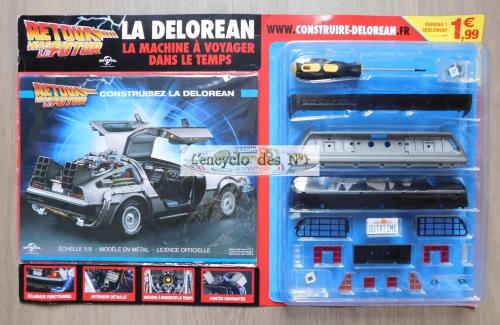 RETOUR
VERS LE
FUTUR
LA DELOREAN
LA MACHINE À VOYAGER
DANS LE TEMPS
UNIVERSAL
WWW.CONSTRUIRE-DELOREAN.FR
NUMÉRO 1
SEULEMENT
1€
,99
RETOUR
VERS LE
FUTUR
CONSTRUISEZ LA DELOREAN
L'encyclo des N°1
OUTATIME
UNIVERSAL
ÉCHELLE 1:8 - MODÈLE EN MÉTAL - LICENCE OFFICIELLE
ÉCLAIRAGE FONCTIONNEL
INTÉRIEUR DÉTAILLÉ
MACHINE À REMONTER LE TEMPS
PORTES OUVRANTES